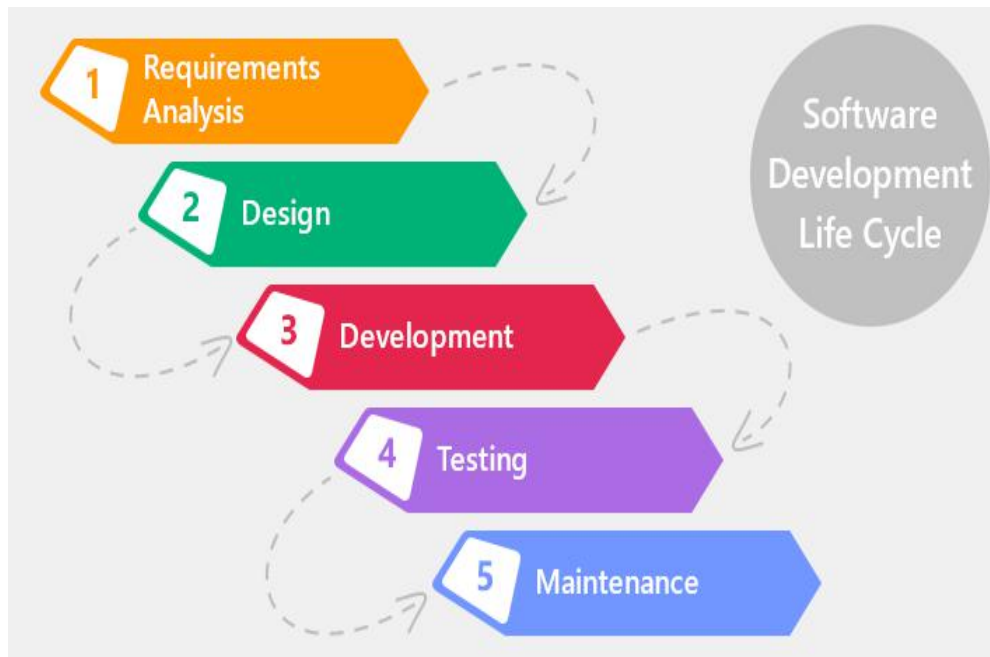 1 Requirements
Analysis
2 Design
3 Development
4 Testing
5 Maintenance
Software
Development
Life Cycle